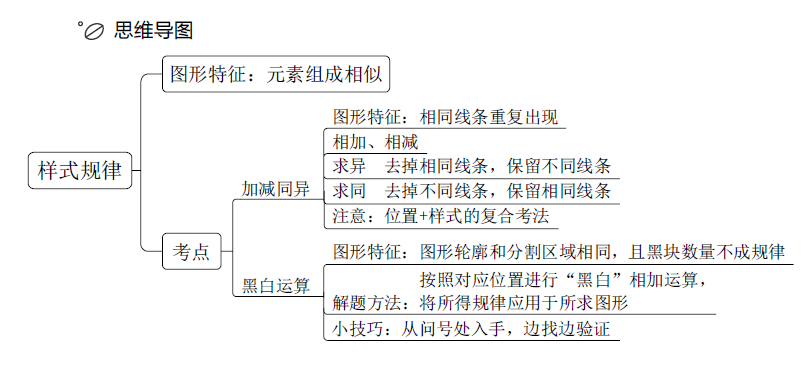 思维导图
图形特征：元素组成相似
样式规律
考点
加减同异
图形特征：相同线条重复出现
相加、相减
求异 去掉相同线条，保留不同线条
求同 去掉不同线条，保留相同线条
注意：位置+样式的复合考法
黑白运算
图形特征：图形轮廓和分割区域相同，且黑块数量不成规律
按照对应位置进行“黑白”相加运算，
解题方法：将所得规律应用于所求图形
小技巧：从问号处入手，边找边验证